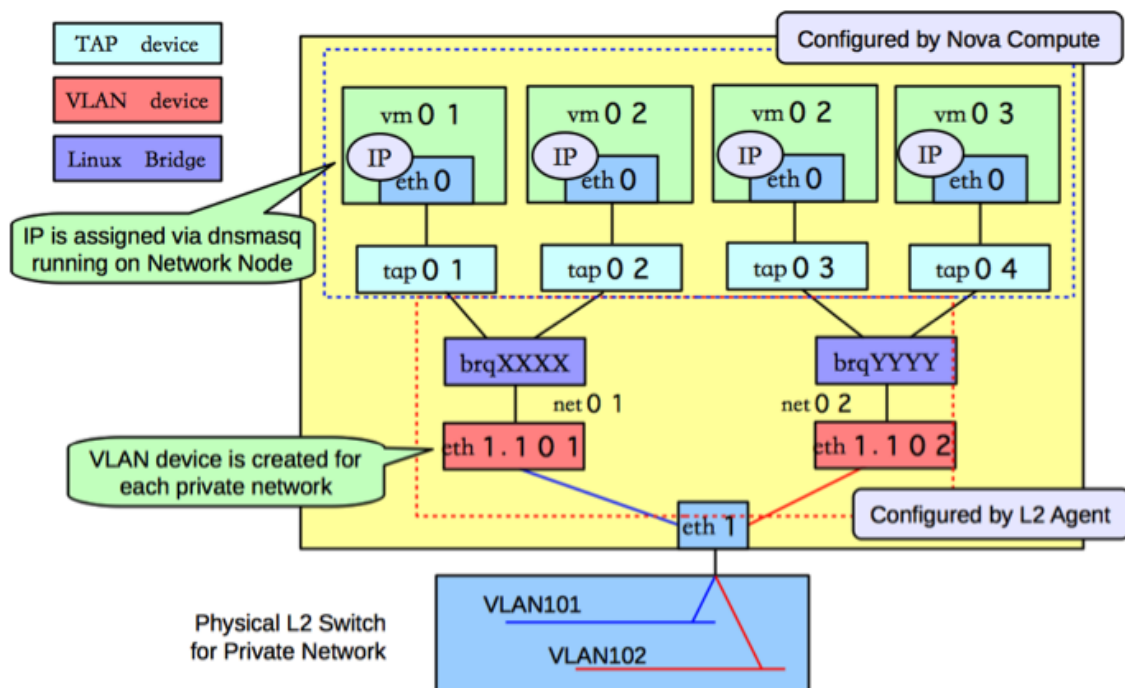 TAP device
VLAN device
Linux Bridge
Configured by Nova Compute
vm01
vm02
vm02
vm03
IP
IP
IP
IP
eth0
eth0
eth0
eth0
IP is assigned via dnsmasq
running on Network Node
tap01
tap02
tap03
tap04
brqXXXX
brqYYYY
net01
net02
eth1.101
eth1.102
VLAN device is created for
each private network
Configured by L2 Agent
eth1
Physical L2 Switch
for Private Network
VLAN101
VLAN102